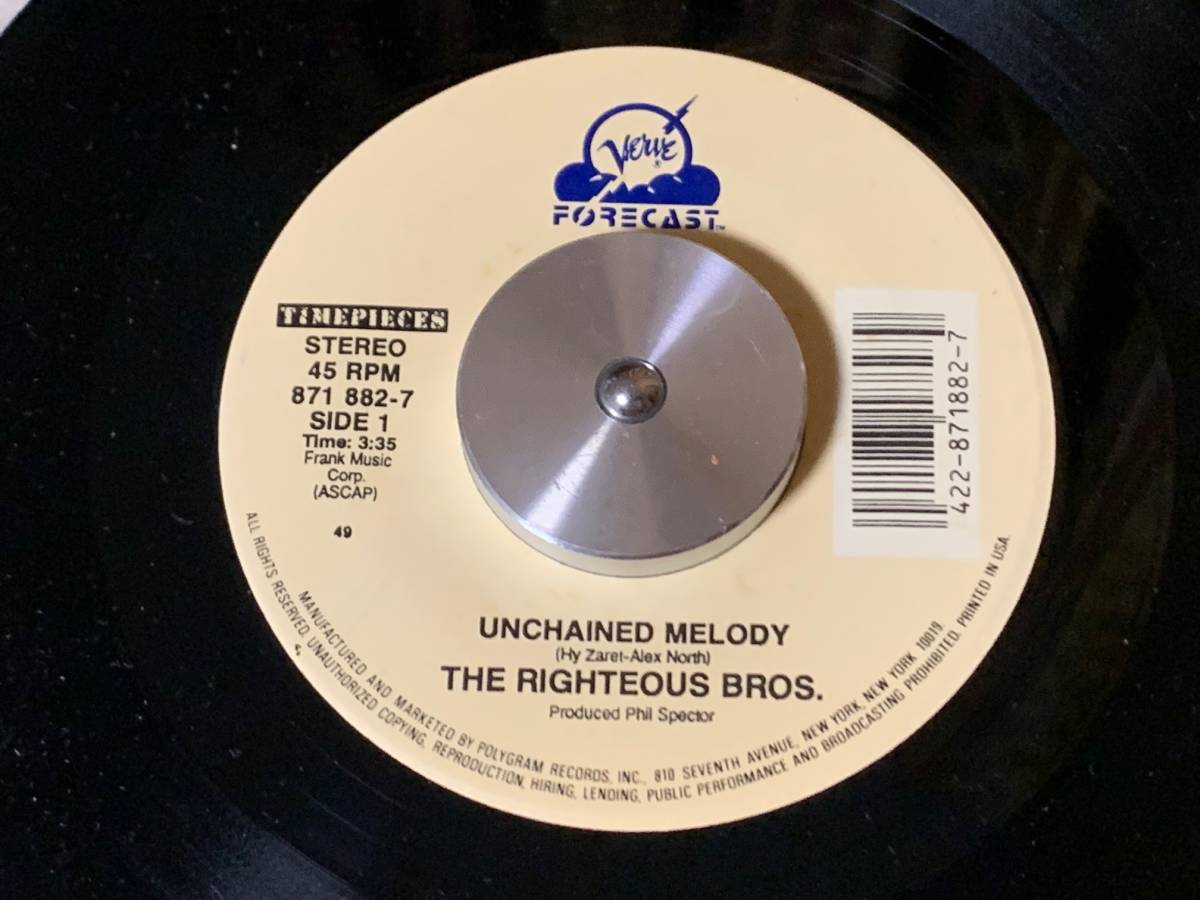 Verve ®
FORECAST™
TIMEPIECES
STEREO
45 RPM
871 882-7
SIDE 1
Time: 3:35
Frank Music
Corp.
(ASCAP)
49
422-871882-7
UNCHAINED MELODY
(Hy Zaret-Alex North)
THE RIGHTEOUS BROS.
Produced Phil Spector
MANUFACTURED AND MARKETED BY POLYGRAM RECORDS, INC., 810 SEVENTH AVENUE, NEW YORK, NEW YORK 10019.
ALL RIGHTS RESERVED. UNAUTHORIZED COPYING, REPRODUCTION, HIRING, LENDING, PUBLIC PERFORMANCE AND BROADCASTING PROHIBITED. PRINTED IN USA.